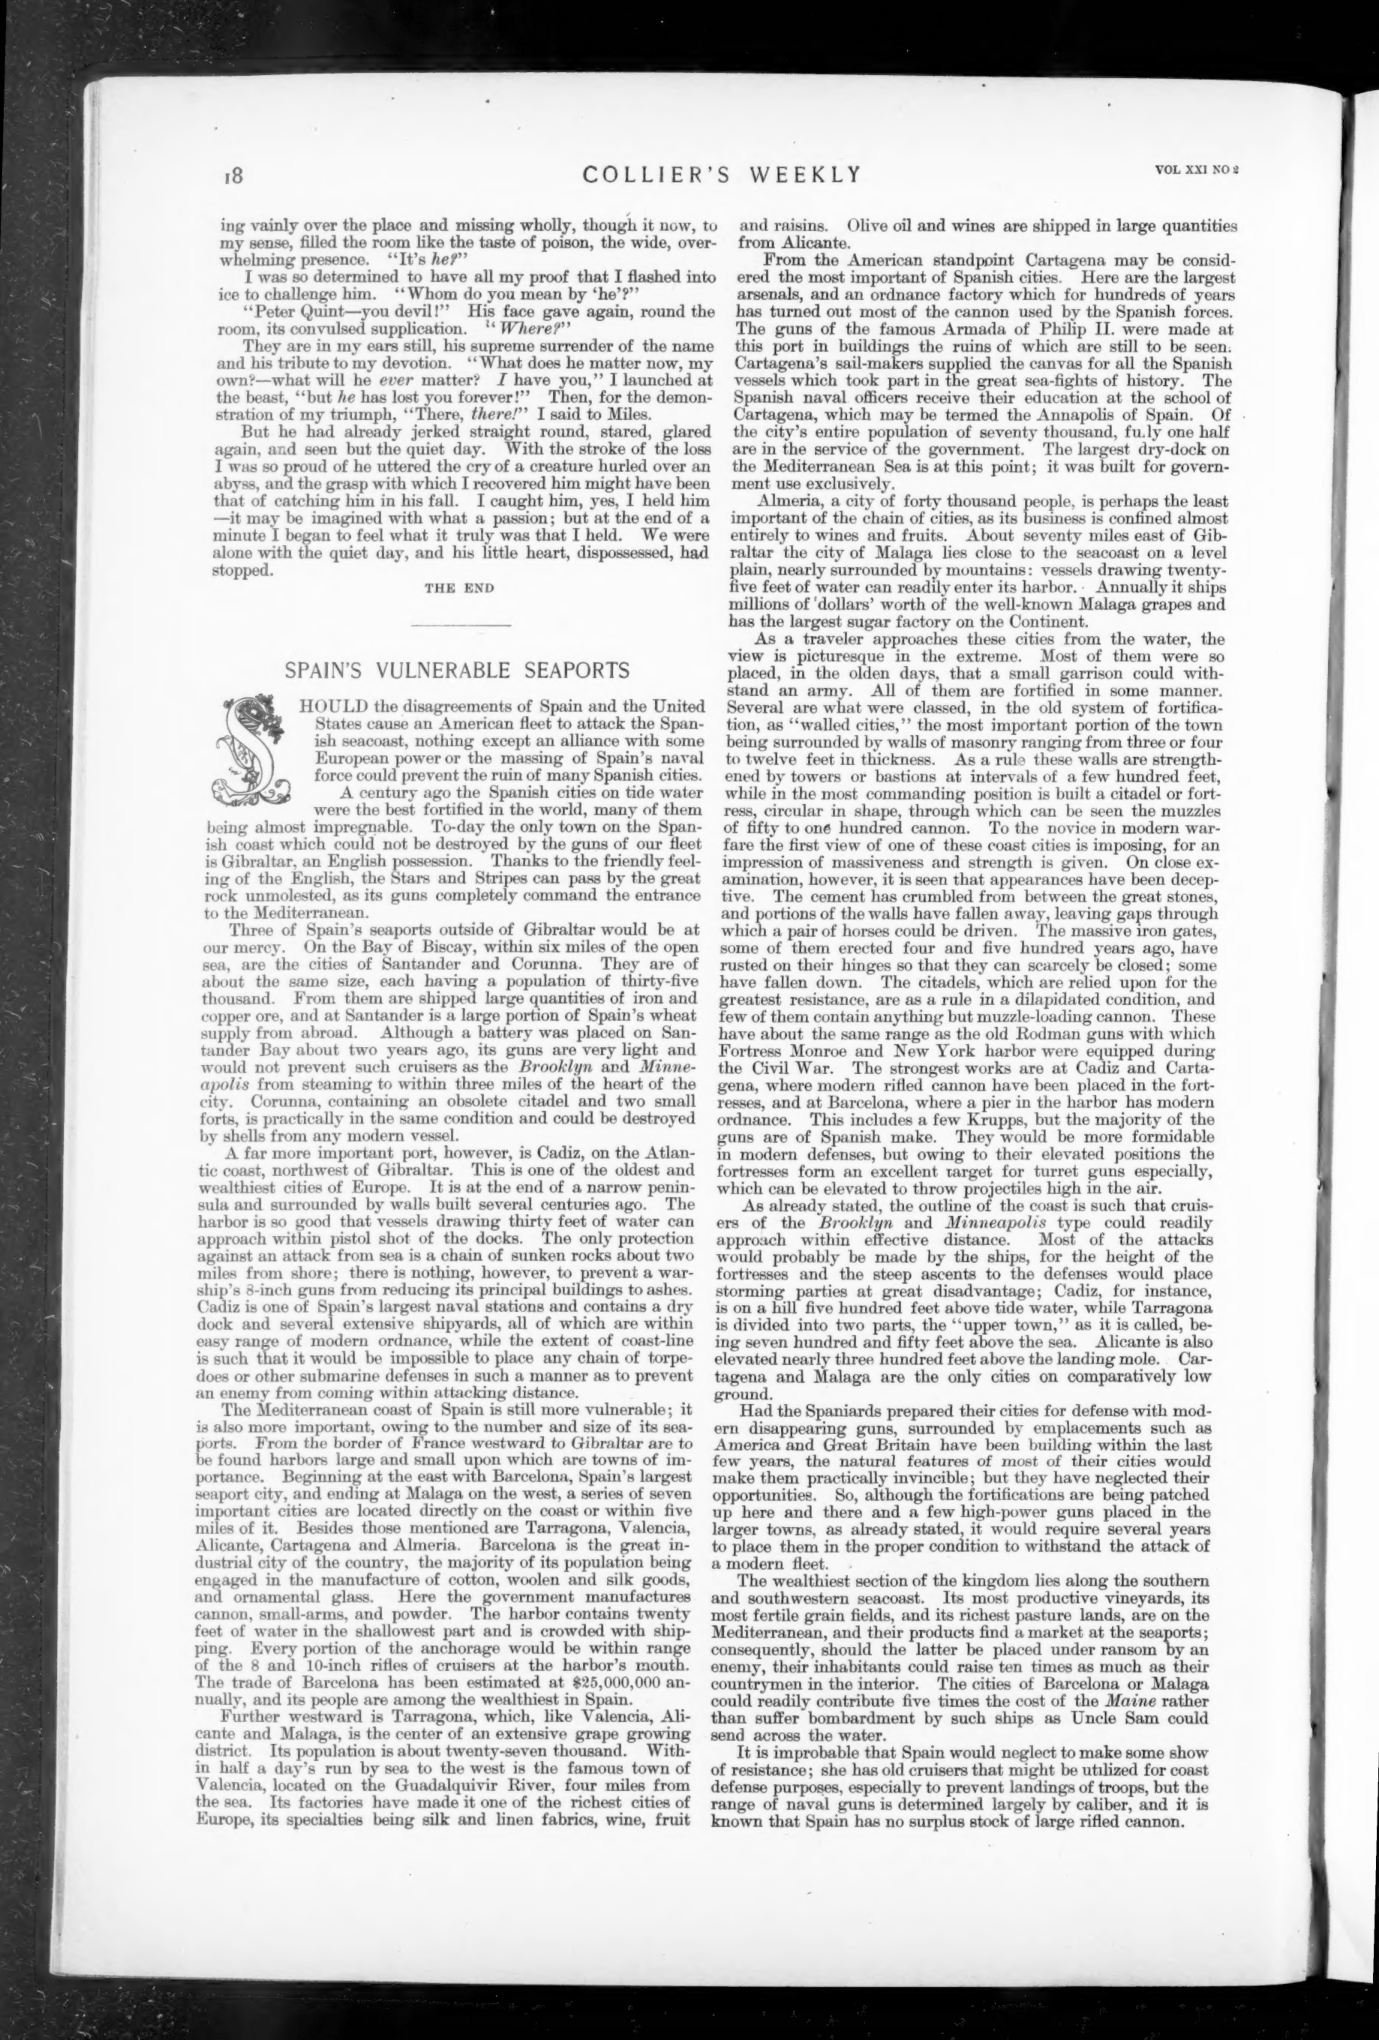 18
COLLIER'S WEEKLY
VOL XXI NO 2
ing vainly over the place and missing wholly, though it now, to
my sense, filled the room like the taste of poison, the wide, over-
whelming presence. "It's he?"
I was so determined to have all my proof that I flashed into
ice to challenge him. "Whom do you mean by 'he'?"
"Peter Quint—you devil!" His face gave again, round the
room, its convulsed supplication. "Where?"
They are in my ears still, his supreme surrender of the name
and his tribute to my devotion. "What does he matter now, my
own?—what will he ever matter? I have you," I launched at
the beast, "but he has lost you forever!" Then, for the demon-
stration of my triumph, "There, there!" I said to Miles.
But he had already jerked straight round, stared, glared
again, and seen but the quiet day. With the stroke of the loss
I was so proud of he uttered the cry of a creature hurled over an
abyss, and the grasp with which I recovered him might have been
that of catching him in his fall. I caught him, yes, I held him
—it may be imagined with what a passion; but at the end of a
minute I began to feel what it truly was that I held. We were
alone with the quiet day, and his little heart, dispossessed, had
stopped.
THE END
SPAIN'S VULNERABLE SEAPORTS
SHOULD the disagreements of Spain and the United
States cause an American fleet to attack the Span-
ish seacoast, nothing except an alliance with some
European power or the massing of Spain's naval
force could prevent the ruin of many Spanish cities.
A century ago the Spanish cities on tide water
were the best fortified in the world, many of them
being almost impregnable. To-day the only town on the Span-
ish coast which could not be destroyed by the guns of our fleet
is Gibraltar, an English possession. Thanks to the friendly feel-
ing of the English, the Stars and Stripes can pass by the great
rock unmolested, as its guns completely command the entrance
to the Mediterranean.
Three of Spain's seaports outside of Gibraltar would be at
our mercy. On the Bay of Biscay, within six miles of the open
sea, are the cities of Santander and Corunna. They are of
about the same size, each having a population of thirty-five
thousand. From them are shipped large quantities of iron and
copper ore, and at Santander is a large portion of Spain's wheat
supply from abroad. Although a battery was placed on San-
tander Bay about two years ago, its guns are very light and
would not prevent such cruisers as the Brooklyn and Minne-
apolis from steaming to within three miles of the heart of the
city. Corunna, containing an obsolete citadel and two small
forts, is practically in the same condition and could be destroyed
by shells from any modern vessel.
A far more important port, however, is Cadiz, on the Atlan-
tic coast, northwest of Gibraltar. This is one of the oldest and
wealthiest cities of Europe. It is at the end of a narrow penin-
sula and surrounded by walls built several centuries ago. The
harbor is so good that vessels drawing thirty feet of water can
approach within pistol shot of the docks. The only protection
against an attack from sea is a chain of sunken rocks about two
miles from shore; there is nothing, however, to prevent a war-
ship's 8-inch guns from reducing its principal buildings to ashes.
Cadiz is one of Spain's largest naval stations and contains a dry
dock and several extensive shipyards, all of which are within
easy range of modern ordnance, while the extent of coast-line
is such that it would be impossible to place any chain of torpe-
does or other submarine defenses in such a manner as to prevent
an enemy from coming within attacking distance.
The Mediterranean coast of Spain is still more vulnerable; it
is also more important, owing to the number and size of its sea-
ports. From the border of France westward to Gibraltar are to
be found harbors large and small upon which are towns of im-
portance. Beginning at the east with Barcelona, Spain's largest
seaport city, and ending at Malaga on the west, a series of seven
important cities are located directly on the coast or within five
miles of it. Besides those mentioned are Tarragona, Valencia,
Alicante, Cartagena and Almeria. Barcelona is the great in-
dustrial city of the country, the majority of its population being
engaged in the manufacture of cotton, woolen and silk goods,
and ornamental glass. Here the government manufactures
cannon, small-arms, and powder. The harbor contains twenty
feet of water in the shallowest part and is crowded with ship-
ping. Every portion of the anchorage would be within range
of the 8 and 10-inch rifles of cruisers at the harbor's mouth.
The trade of Barcelona has been estimated at $25,000,000 an-
nually, and its people are among the wealthiest in Spain.
Further westward is Tarragona, which, like Valencia, Ali-
cante and Malaga, is the center of an extensive grape growing
district. Its population is about twenty-seven thousand. With-
in half a day's run by sea to the west is the famous town of
Valencia, located on the Guadalquivir River, four miles from
the sea. Its factories have made it one of the richest cities of
Europe, its specialties being silk and linen fabrics, wine, fruit
and raisins. Olive oil and wines are shipped in large quantities
from Alicante.
From the American standpoint Cartagena may be consid-
ered the most important of Spanish cities. Here are the largest
arsenals, and an ordnance factory which for hundreds of years
has turned out most of the cannon used by the Spanish forces.
The guns of the famous Armada of Philip II. were made at
this port in buildings the ruins of which are still to be seen.
Cartagena's sail-makers supplied the canvas for all the Spanish
vessels which took part in the great sea-fights of history. The
Spanish naval officers receive their education at the school of
Cartagena, which may be termed the Annapolis of Spain. Of
the city's entire population of seventy thousand, fully one half
are in the service of the government. The largest dry-dock on
the Mediterranean Sea is at this point; it was built for govern-
ment use exclusively.
Almeria, a city of forty thousand people, is perhaps the least
important of the chain of cities, as its business is confined almost
entirely to wines and fruits. About seventy miles east of Gib-
raltar the city of Malaga lies close to the seacoast on a level
plain, nearly surrounded by mountains: vessels drawing twenty-
five feet of water can readily enter its harbor. Annually it ships
millions of dollars' worth of the well-known Malaga grapes and
has the largest sugar factory on the Continent.
As a traveler approaches these cities from the water, the
view is picturesque in the extreme. Most of them were so
placed, in the olden days, that a small garrison could with-
stand an army. All of them are fortified in some manner.
Several are what were classed, in the old system of fortifica-
tion, as "walled cities," the most important portion of the town
being surrounded by walls of masonry ranging from three or four
to twelve feet in thickness. As a rule these walls are strength-
ened by towers or bastions at intervals of a few hundred feet,
while in the most commanding position is built a citadel or fort-
ress, circular in shape, through which can be seen the muzzles
of fifty to one hundred cannon. To the novice in modern war-
fare the first view of one of these coast cities is imposing, for an
impression of massiveness and strength is given. On close ex-
amination, however, it is seen that appearances have been decep-
tive. The cement has crumbled from between the great stones,
and portions of the walls have fallen away, leaving gaps through
which a pair of horses could be driven. The massive iron gates,
some of them erected four and five hundred years ago, have
rusted on their hinges so that they can scarcely be closed; some
have fallen down. The citadels, which are relied upon for the
greatest resistance, are as a rule in a dilapidated condition, and
few of them contain anything but muzzle-loading cannon. These
have about the same range as the old Rodman guns with which
Fortress Monroe and New York harbor were equipped during
the Civil War. The strongest works are at Cadiz and Carta-
gena, where modern rifled cannon have been placed in the fort-
resses, and at Barcelona, where a pier in the harbor has modern
ordnance. This includes a few Krupps, but the majority of the
guns are of Spanish make. They would be more formidable
in modern defenses, but owing to their elevated positions the
fortresses form an excellent target for turret guns especially,
which can be elevated to throw projectiles high in the air.
As already stated, the outline of the coast is such that cruis-
ers of the Brooklyn and Minneapolis type could readily
approach within effective distance. Most of the attacks
would probably be made by the ships, for the height of the
fortresses and the steep ascents to the defenses would place
storming parties at great disadvantage; Cadiz, for instance,
is on a hill five hundred feet above tide water, while Tarragona
is divided into two parts, the "upper town," as it is called, be-
ing seven hundred and fifty feet above the sea. Alicante is also
elevated nearly three hundred feet above the landing mole. Car-
tagena and Malaga are the only cities on comparatively low
ground.
Had the Spaniards prepared their cities for defense with mod-
ern disappearing guns, surrounded by emplacements such as
America and Great Britain have been building within the last
few years, the natural features of most of their cities would
make them practically invincible; but they have neglected their
opportunities. So, although the fortifications are being patched
up here and there and a few high-power guns placed in the
larger towns, as already stated, it would require several years
to place them in the proper condition to withstand the attack of
a modern fleet.
The wealthiest section of the kingdom lies along the southern
and southwestern seacoast. Its most productive vineyards, its
most fertile grain fields, and its richest pasture lands, are on the
Mediterranean, and their products find a market at the seaports;
consequently, should the latter be placed under ransom by an
enemy, their inhabitants could raise ten times as much as their
countrymen in the interior. The cities of Barcelona or Malaga
could readily contribute five times the cost of the Maine rather
than suffer bombardment by such ships as Uncle Sam could
send across the water.
It is improbable that Spain would neglect to make some show
of resistance; she has old cruisers that might be utilized for coast
defense purposes, especially to prevent landings of troops, but the
range of naval guns is determined largely by caliber, and it is
known that Spain has no surplus stock of large rifled cannon.